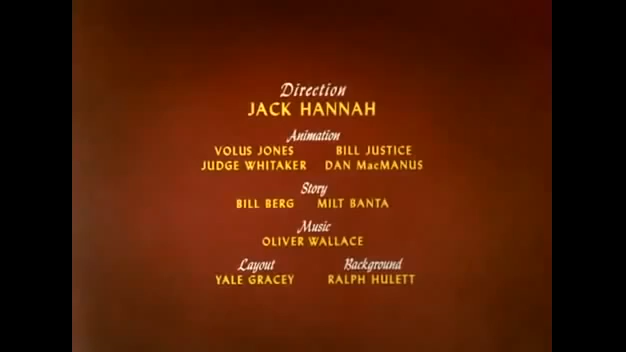 Direction
JACK HANNAH
Animation
VOLUS JONES BILL JUSTICE
JUDGE WHITAKER DAN MacMANUS
Story
BILL BERG MILT BANTA
Music
OLIVER WALLACE
Layout Background
YALE GRACEY RALPH HULETT